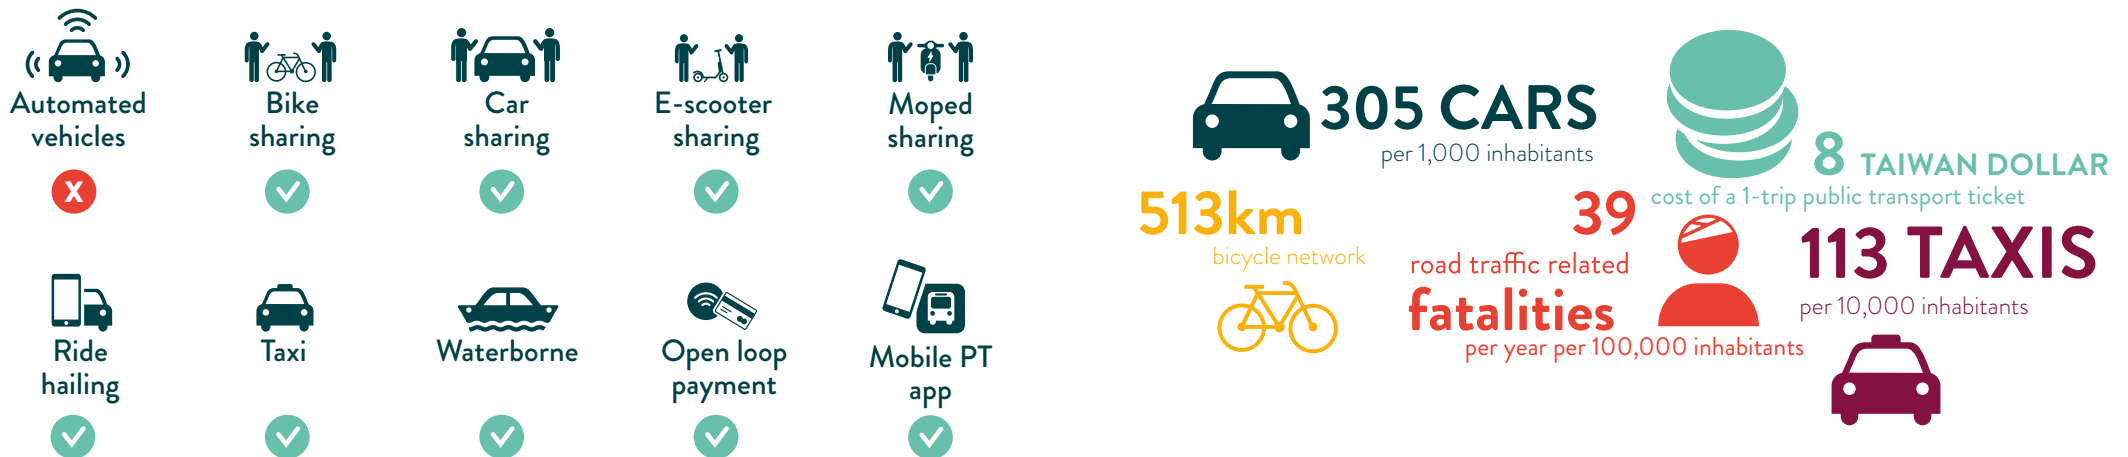 Automated
vehicles
X
Bike
sharing
Car
sharing
E-scooter
sharing
Moped
sharing
Ride
hailing
Taxi
Waterborne
Open loop
payment
Mobile PT
app
305 CARS
per 1,000 inhabitants
8 TAIWAN DOLLAR
cost of a 1-trip public transport ticket
513km
bicycle network
39
road traffic related
fatalities
per year per 100,000 inhabitants
113 TAXIS
per 10,000 inhabitants